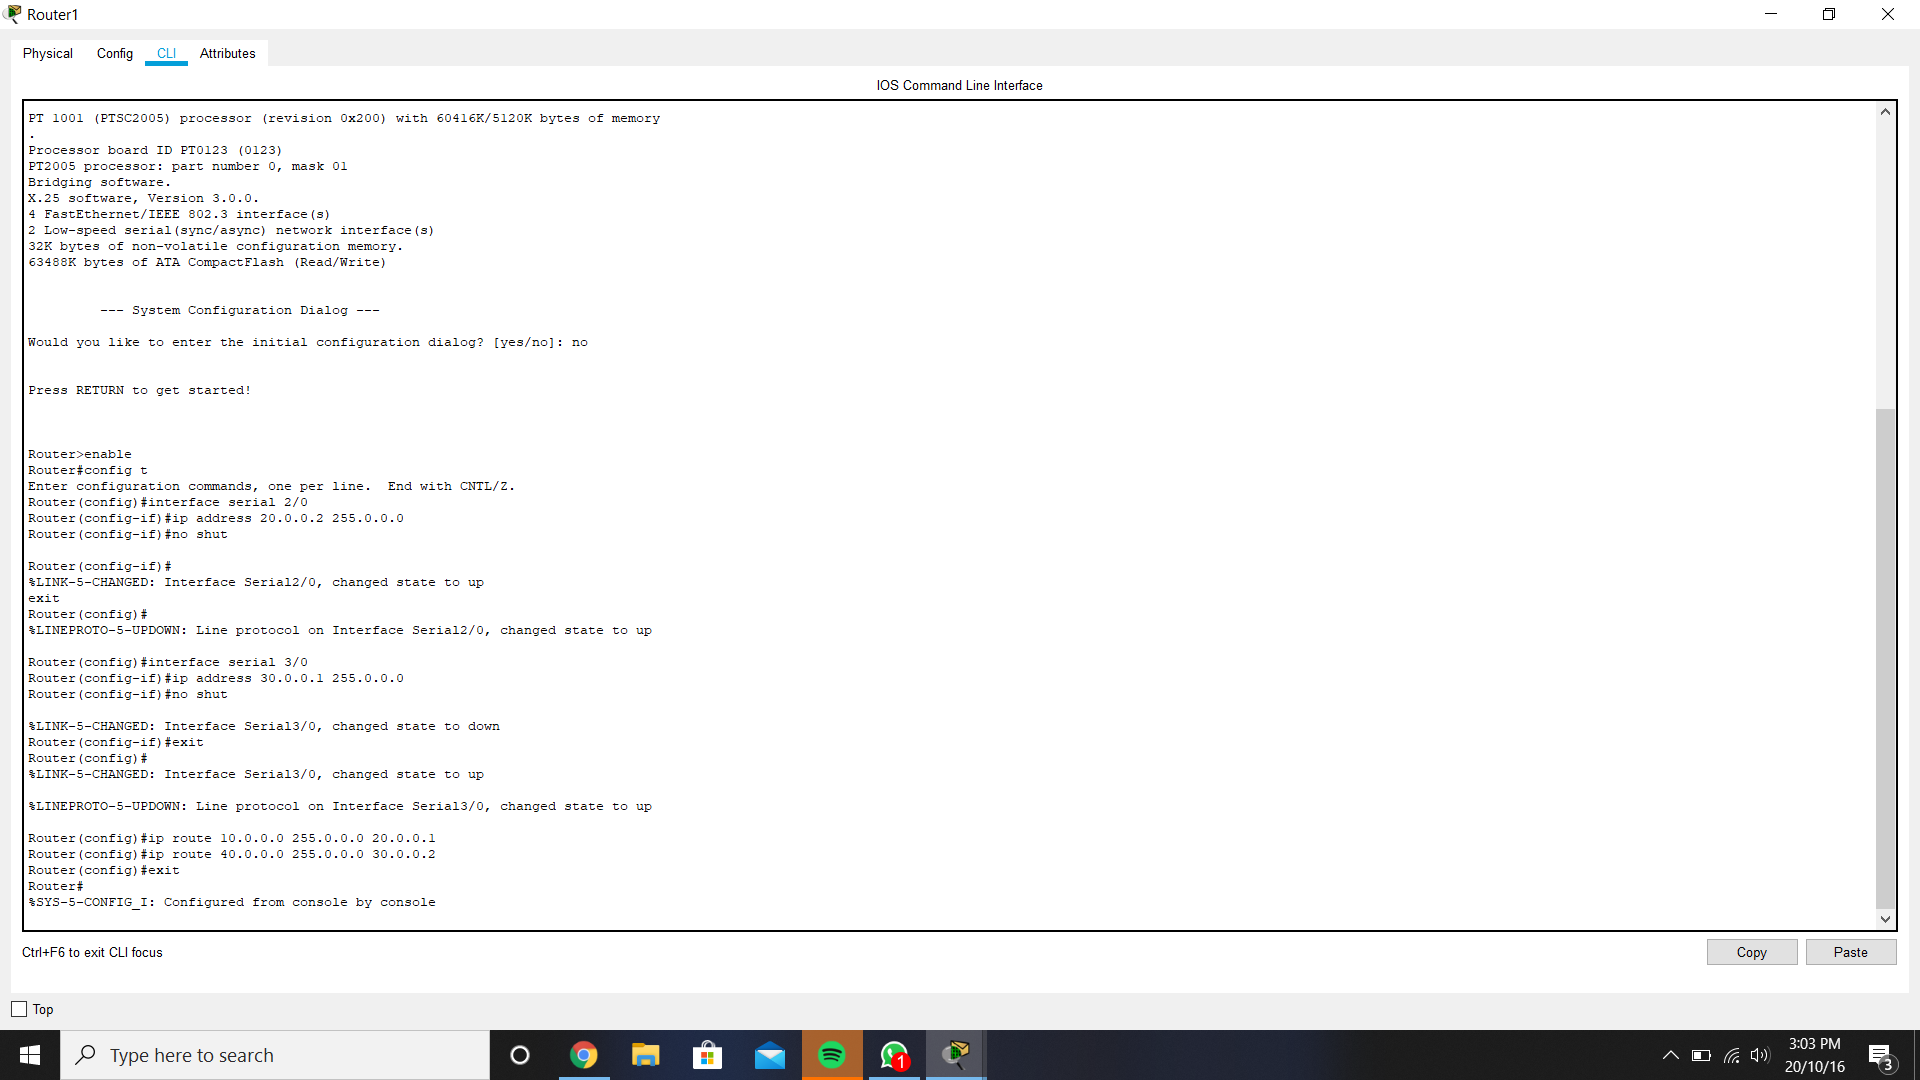 Router1
Physical Config CLI Attributes
IOS Command Line Interface
PT 1001 (PTSC2005) processor (revision 0x200) with 60416K/5120K bytes of memory
.
Processor board ID PT0123 (0123)
PT2005 processor: part number 0, mask 01
Bridging software.
X.25 software, Version 3.0.0.
4 FastEthernet/IEEE 802.3 interface(s)
2 Low-speed serial(sync/async) network interface(s)
32K bytes of non-volatile configuration memory.
63488K bytes of ATA CompactFlash (Read/Write)
--- System Configuration Dialog ---
Would you like to enter the initial configuration dialog? [yes/no]: no
Press RETURN to get started!
Router>enable
Router#config t
Enter configuration commands, one per line.  End with CNTL/Z.
Router(config)#interface serial 2/0
Router(config-if)#ip address 20.0.0.2 255.0.0.0
Router(config-if)#no shut
Router(config-if)#
%LINK-5-CHANGED: Interface Serial2/0, changed state to up
exit
Router(config)#
%LINEPROTO-5-UPDOWN: Line protocol on Interface Serial2/0, changed state to up
Router(config)#interface serial 3/0
Router(config-if)#ip address 30.0.0.1 255.0.0.0
Router(config-if)#no shut
%LINK-5-CHANGED: Interface Serial3/0, changed state to down
Router(config-if)#exit
Router(config)#
%LINK-5-CHANGED: Interface Serial3/0, changed state to up
%LINEPROTO-5-UPDOWN: Line protocol on Interface Serial3/0, changed state to up
Router(config)#ip route 10.0.0.0 255.0.0.0 20.0.0.1
Router(config)#ip route 40.0.0.0 255.0.0.0 30.0.0.2
Router(config)#exit
Router#
%SYS-5-CONFIG_I: Configured from console by console
Ctrl+F6 to exit CLI focus
Copy Paste
Top
Type here to search
1
3:03 PM
20/10/16
3